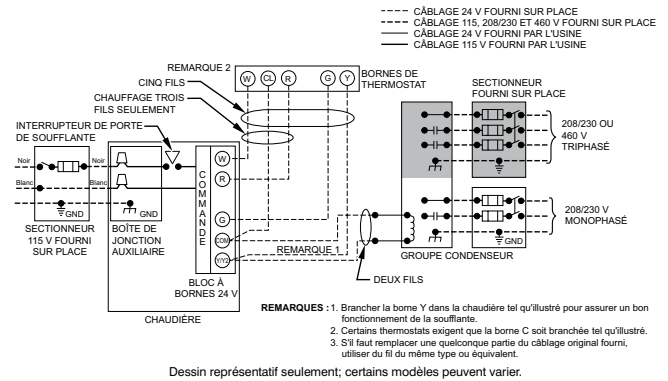 CÂBLAGE 24 V FOURNI SUR PLACE
CÂBLAGE 115, 208/230 ET 460 V FOURNI SUR PLACE
CÂBLAGE 24 V FOURNI PAR L'USINE
CÂBLAGE 115 V FOURNI PAR L'USINE
REMARQUE 2
W CL R G Y
BORNES DE
THERMOSTAT
CINQ FILS
CHAUFFAGE TROIS
FILS SEULEMENT
INTERRUPTEUR DE PORTE
DE SOUFFLANTE
SECTIONNEUR
FOURNI SUR PLACE
208/230 OU
460 V
TRIPHASÉ
Noir
Noir
Blanc
Blanc
GND
GND
SECTIONNEUR
115 V FOURNI
SUR PLACE
BOÎTE DE
JONCTION
AUXILIAIRE
COMMANDE
W
R
G
COM
Y/Y2
REMARQUE 1
BLOC À
BORNES 24 V
CHAUDIÈRE
DEUX FILS
208/230 V
MONOPHASÉ
GND
GROUPE CONDENSEUR
REMARQUES : 1. Brancher la borne Y dans la chaudière tel qu'illustré pour assurer un bon
fonctionnement de la soufflante.
2. Certains thermostats exigent que la borne C soit branchée tel qu'illustré.
3. S'il faut remplacer une quelconque partie du câblage original fourni,
utiliser du fil du même type ou équivalent.
Dessin représentatif seulement; certains modèles peuvent varier.